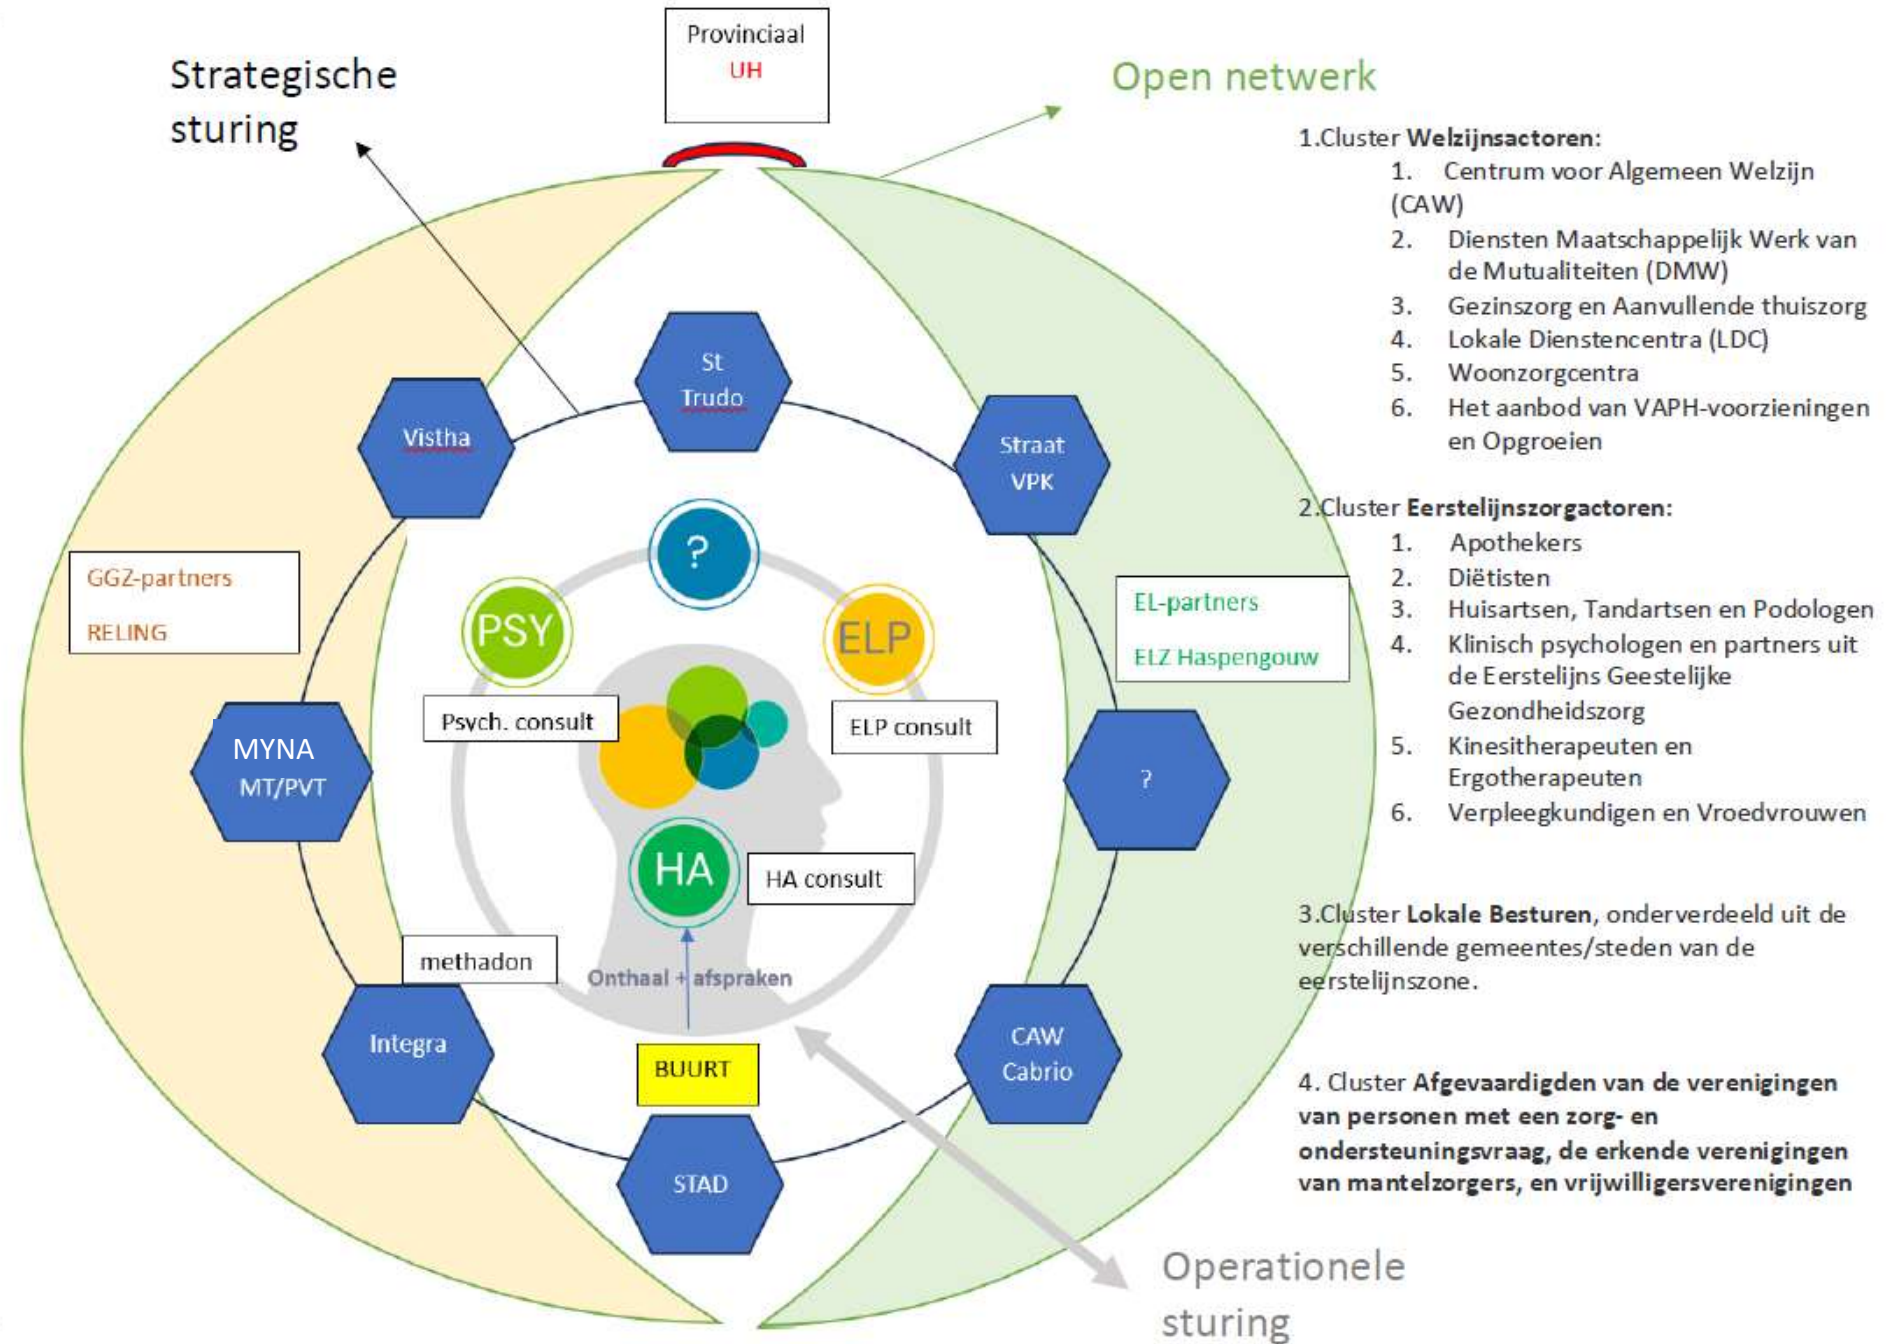 Provinciaal
UH
Strategische
sturing
Open netwerk
1.Cluster Welzijnsactoren:
1. Centrum voor Algemeen Welzijn
(CAW)
2. Diensten Maatschappelijk Werk van
de Mutualiteiten (DMW)
3. Gezinszorg en Aanvullende thuiszorg
4. Lokale Dienstencentra (LDC)
5. Woonzorgcentra
6. Het aanbod van VAPH-voorzieningen
en Opgroeien
2.Cluster Eerstelijnszorgactoren:
1. Apothekers
2. Diëtisten
3. Huisartsen, Tandartsen en Podologen
4. Klinisch psychologen en partners uit
de Eerstelijns Geestelijke
Gezondheidszorg
5. Kinesitherapeuten en
Ergotherapeuten
6. Verpleegkundigen en Vroedvrouwen
3.Cluster Lokale Besturen, onderverdeeld uit de
verschillende gemeentes/steden van de
eerstelijnszone.
4. Cluster Afgevaardigden van de verenigingen
van personen met een zorg- en
ondersteuningsvraag, de erkende verenigingen
van mantelzorgers, en vrijwilligersverenigingen
St
Trudo
Vistha
Straat
VPK
?
GGZ-partners
RELING
PSY
ELP
EL-partners
ELZ Haspengouw
Psych. consult
ELP consult
MYNA
MT/PVT
?
HA
HA consult
methadon
Onthaal + afspraken
Integra
BUURT
CAW
Cabrio
STAD
Operationele
sturing